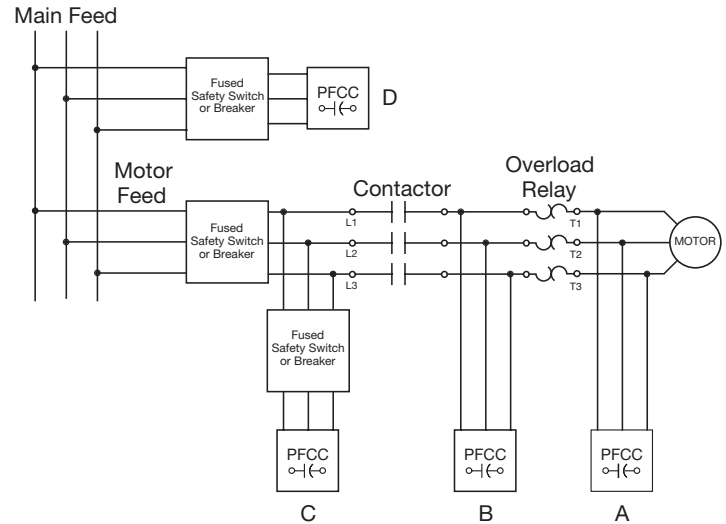 Main Feed
Fused
Safety Switch
or Breaker
PFCC
D
Motor
Feed
Contactor
Overload
Relay
Fused
Safety Switch
or Breaker
L1
L2
L3
T1
T2
T3
MOTOR
Fused
Safety Switch
or Breaker
PFCC
PFCC
PFCC
C
B
A